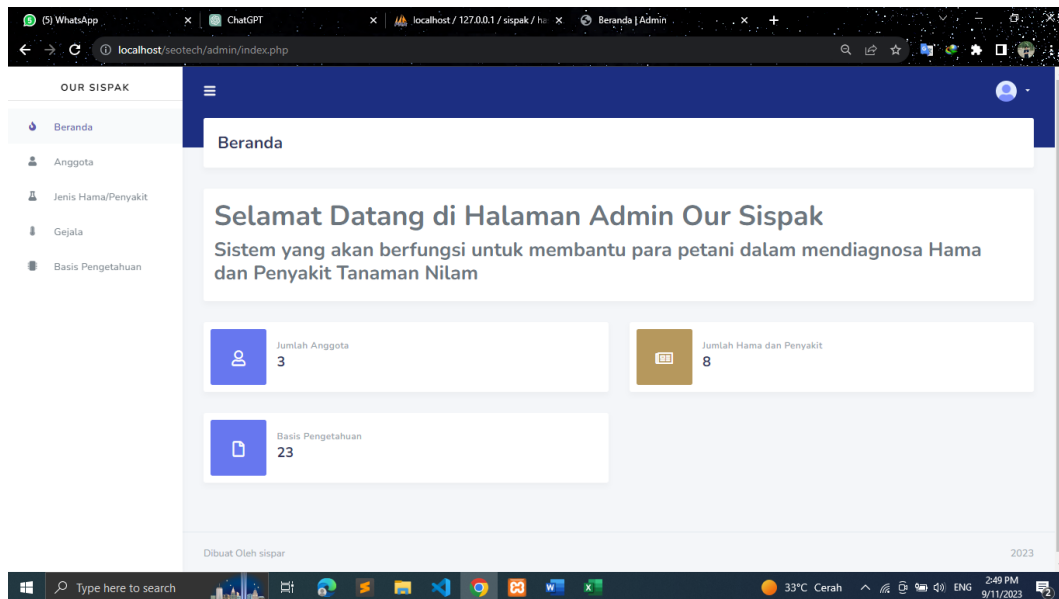 (5) WhatsApp
ChatGPT
localhost / 127.0.0.1 / sispak / ha
Beranda | Admin
localhost/seotech/admin/index.php
OUR SISPAK
Beranda
Anggota
Jenis Hama/Penyakit
Gejala
Basis Pengetahuan
Beranda
Selamat Datang di Halaman Admin Our Sispak
Sistem yang akan berfungsi untuk membantu para petani dalam mendiagnosa Hama
dan Penyakit Tanaman Nilam
Jumlah Anggota
3
Jumlah Hama dan Penyakit
8
Basis Pengetahuan
23
Dibuat Oleh sispar
2023
Type here to search
33°C Cerah
ENG
2:49 PM
9/11/2023